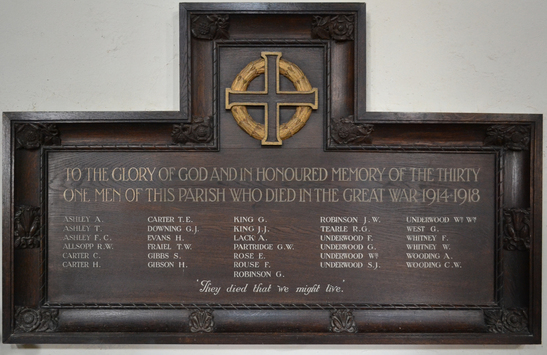 TO THE GLORY OF GOD AND IN HONOURED MEMORY OF THE THIRTY
ONE MEN OF THIS PARISH WHO DIED IN THE GREAT WAR 1914-1918
ASHLEY A.
ASHLEY T.
ASHLEY F.C.
ALLSOPP R.W.
CARTER C.
CARTER H.
CARTER T.E.
DOWNING G.J.
EVANS H.
FRAIEL T.W.
GIBBS S.
GIBSON H.
KING G.
KING J.J.
LACK A.
PARTRIDGE G.W.
ROSE E.
ROUSE F.
ROBINSON G.
ROBINSON J.W.
TEARLE R.G.
UNDERWOOD F.
UNDERWOOD G.
UNDERWOOD Wᵐ
UNDERWOOD S.J.
UNDERWOOD Wᵐ Wᵐ
WEST G.
WHITNEY F.
WHITNEY W.
WOODING A.
WOODING C.W.
"They died that we might live."